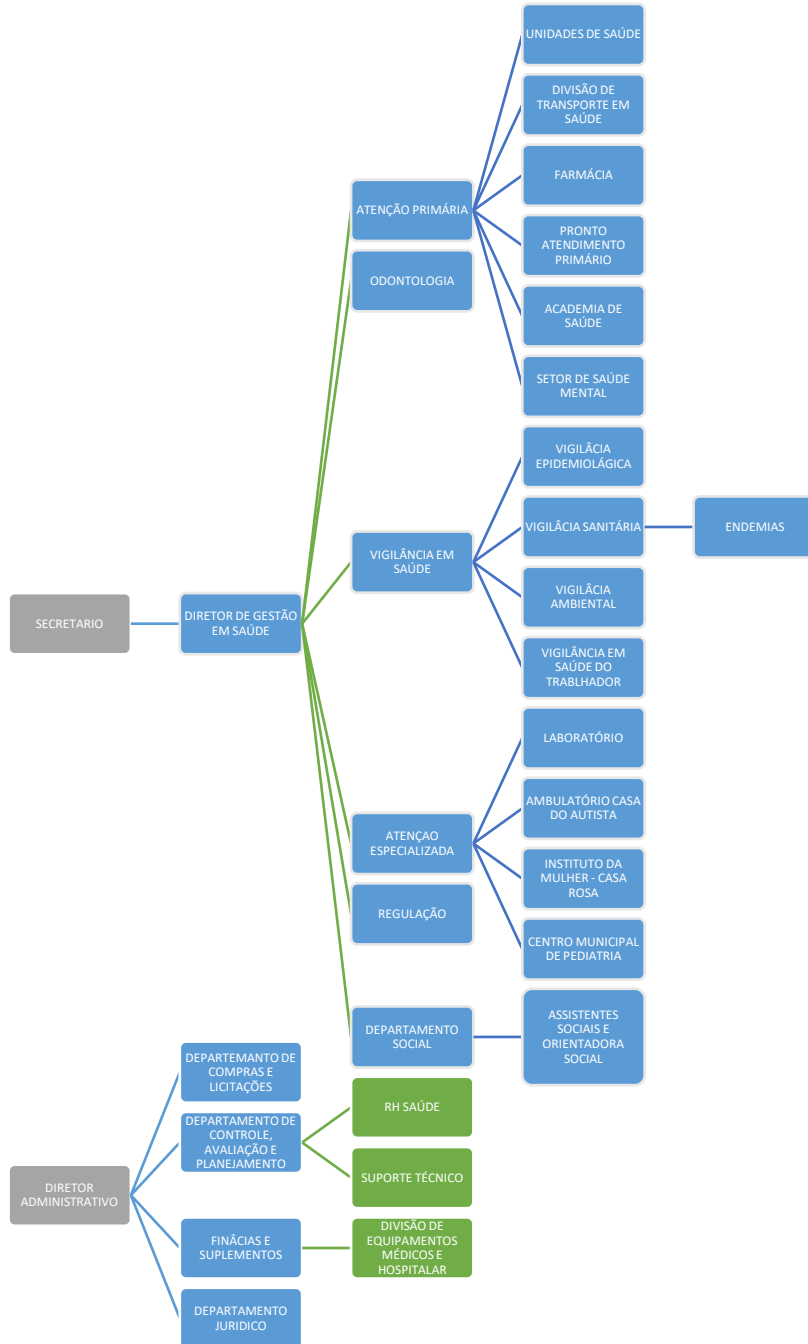 UNIDADES DE SAÚDE
DIVISÃO DE
TRANSPORTE EM
SAÚDE
FARMÁCIA
ATENÇÃO PRIMÁRIA
PRONTO
ATENDIMENTO
PRIMÁRIO
ODONTOLOGIA
ACADEMIA DE
SAÚDE
SETOR DE SAÚDE
MENTAL
VIGILÂCIA
EPIDEMIOLÁGICA
VIGILÂCIA SANITÁRIA
ENDEMIAS
VIGILÂNCIA EM
SAÚDE
VIGILÂCIA
AMBIENTAL
SECRETARIO
DIRETOR DE GESTÃO
EM SAÚDE
VIGILÂNCIA EM
SAÚDE DO
TRABLHADOR
LABORATÓRIO
AMBULATÓRIO CASA
DO AUTISTA
ATENÇAO
ESPECIALIZADA
INSTITUTO DA
MULHER - CASA
ROSA
REGULAÇÃO
CENTRO MUNICIPAL
DE PEDIATRIA
DEPARTAMENTO
SOCIAL
ASSISTENTES
SOCIAIS E
ORIENTADORA
SOCIAL
DEPARTEMANTO DE
COMPRAS E
LICITAÇÕES
RH SAÚDE
DEPARTAMENTO DE
CONTROLE,
AVALIAÇÃO E
PLANEJAMENTO
SUPORTE TÉCNICO
DIRETOR
ADMINISTRATIVO
FINÂCIAS E
SUPLEMENTOS
DIVISÃO DE
EQUIPAMENTOS
MÉDICOS E
HOSPITALAR
DEPARTAMENTO
JURIDICO